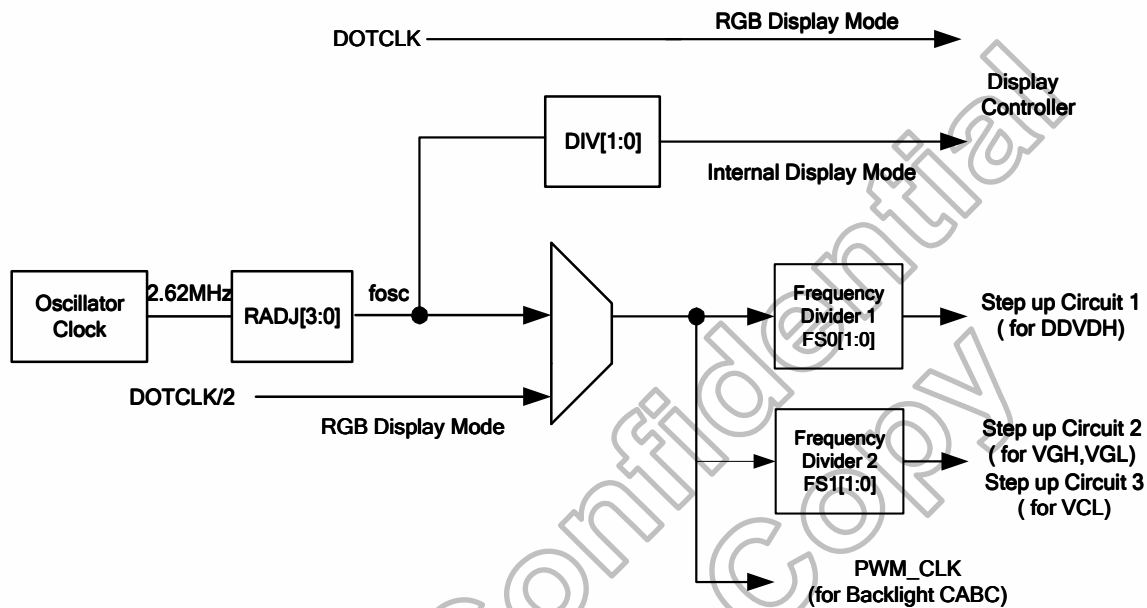 RGB Display Mode
DOTCLK
Display
Controller
DIV[1:0]
Internal Display Mode
Oscillator
Clock
2.62MHz
RADJ[3:0]
fosc
Frequency
Divider 1
FS0[1:0]
Step up Circuit 1
( for DDVDH)
DOTCLK/2
RGB Display Mode
Frequency
Divider 2
FS1[1:0]
Step up Circuit 2
( for VGH,VGL)
Step up Circuit 3
( for VCL)
PWM_CLK
(for Backlight CABC)
Confidential
Copy